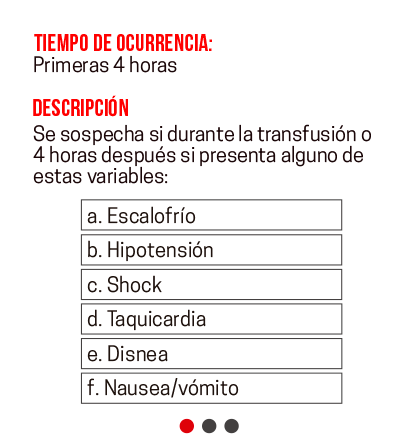 TIEMPO DE OCURRENCIA:
Primeras 4 horas
DESCRIPCIÓN
Se sospecha si durante la transfusión o
4 horas después si presenta alguno de
estas variables:
a. Escalofrío
b. Hipotensión
c. Shock
d. Taquicardia
e. Disnea
f. Nausea/vómito